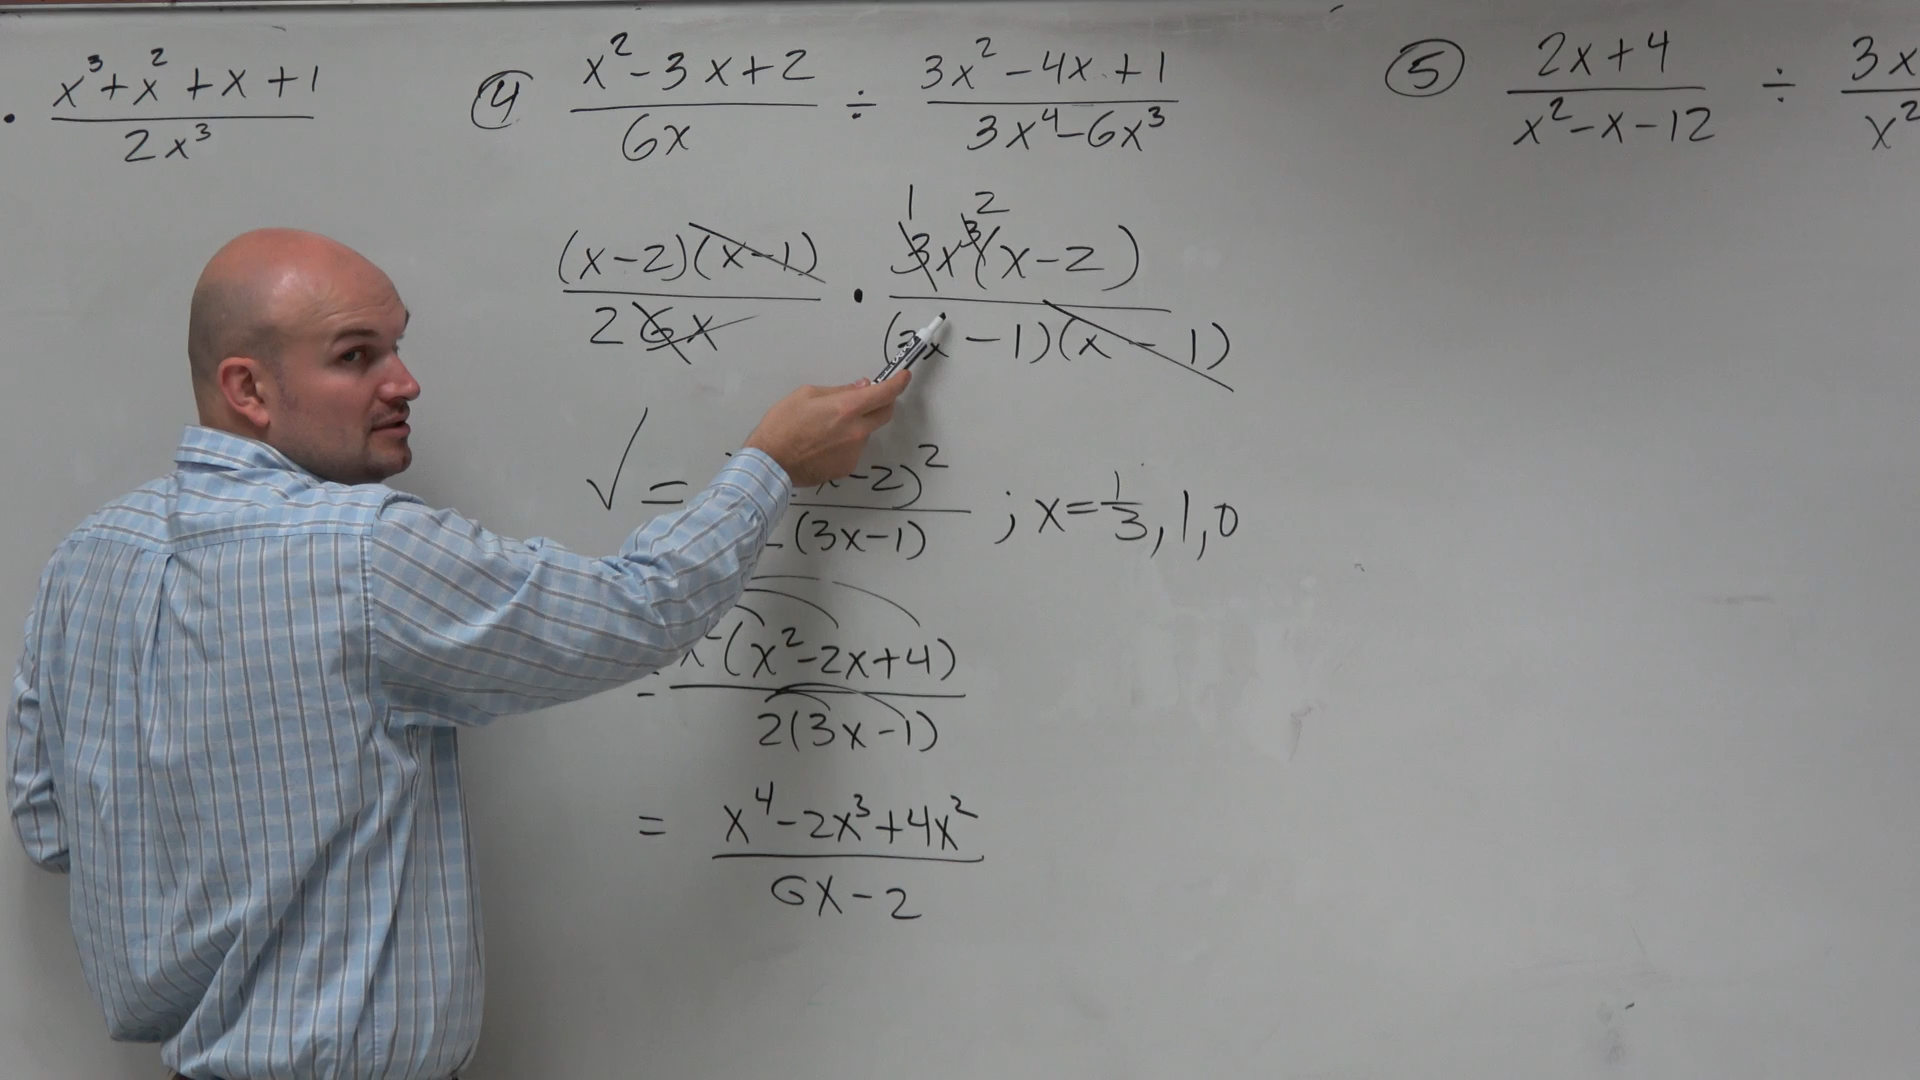 · x³+x²+x+1 / 2x³
④ x²-3x+2 / 6x ÷ 3x²-4x+1 / 3x⁴-6x³
⑤ 2x+4 / x²-x-12 ÷ 3x / x²
1 2
(x-2)(x-1) / 2 6x · 3x³(x-2) / (3x-1)(x-1)
√ = x-2)² / (3x-1) ; x=1/3, 1, 0
= x²(x²-2x+4) / 2(3x-1)
= x⁴-2x³+4x² / 6x-2